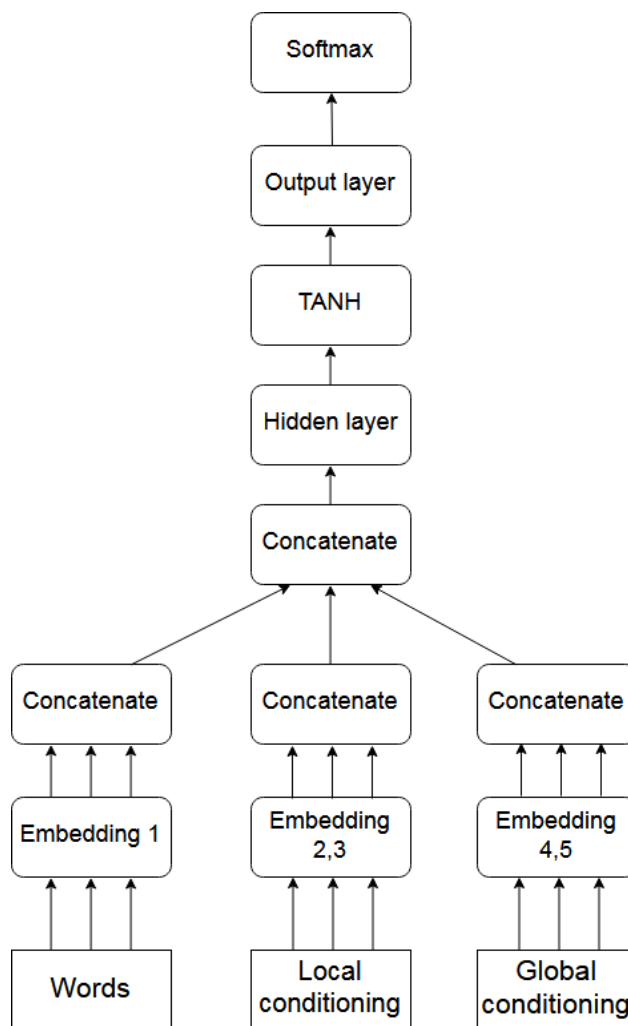 Softmax
Output layer
TANH
Hidden layer
Concatenate
Concatenate
Concatenate
Concatenate
Embedding 1
Embedding
2,3
Embedding
4,5
Words
Local
conditioning
Global
conditioning